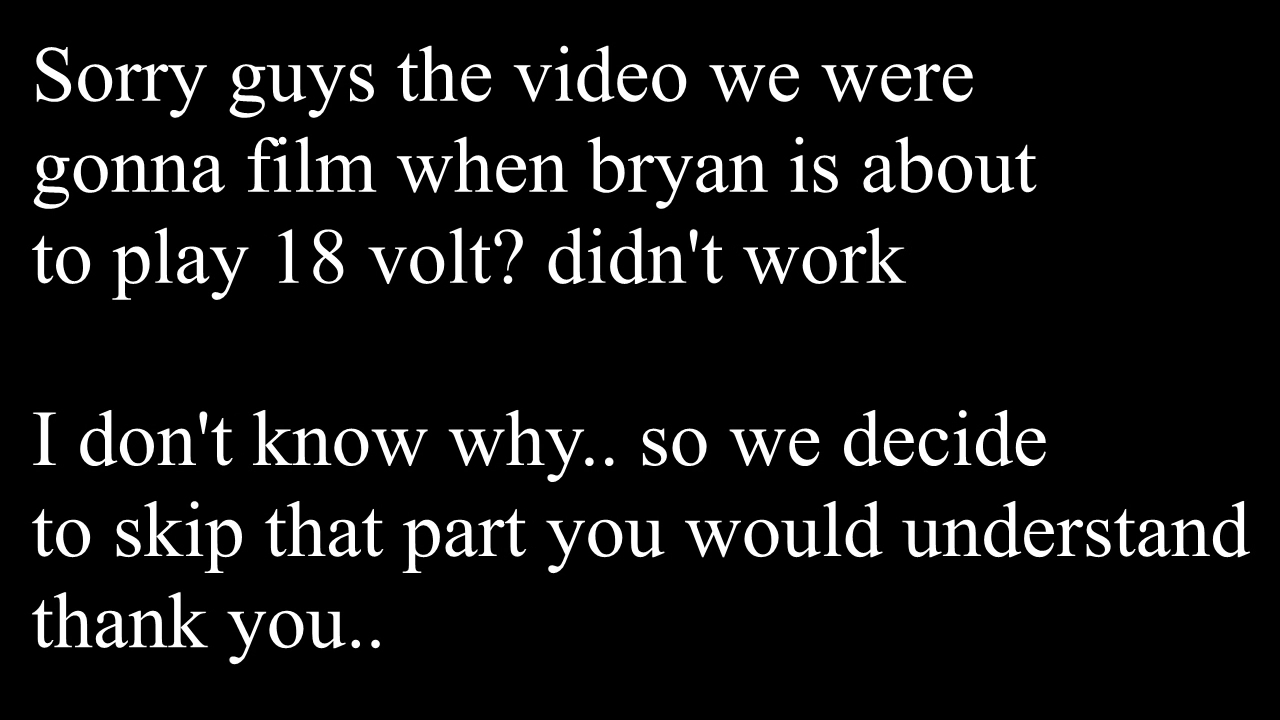 Sorry guys the video we were
gonna film when bryan is about
to play 18 volt? didn't work
I don't know why.. so we decide
to skip that part you would understand
thank you..